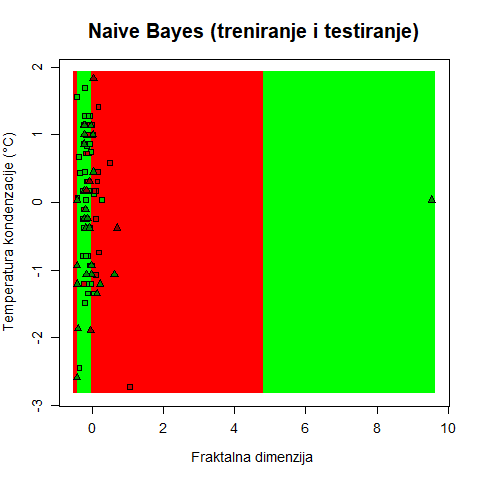 Naive Bayes (treniranje i testiranje)
Temperatura kondenzacije (°C)
2
1
0
-1
-2
-3
0 2 4 6 8 10
Fraktalna dimenzija